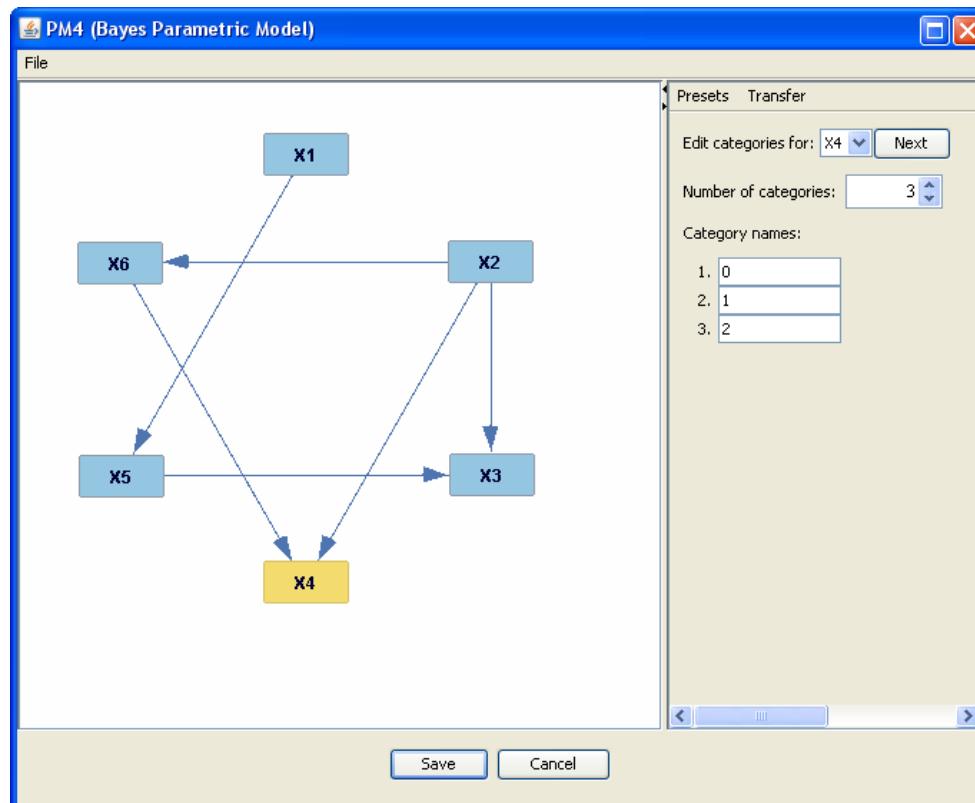 PM4 (Bayes Parametric Model)
File
Presets Transfer
Edit categories for: X4 Next
Number of categories: 3
Category names:
1. 0
2. 1
3. 2
X1
X6
X2
X5
X3
X4
Save Cancel